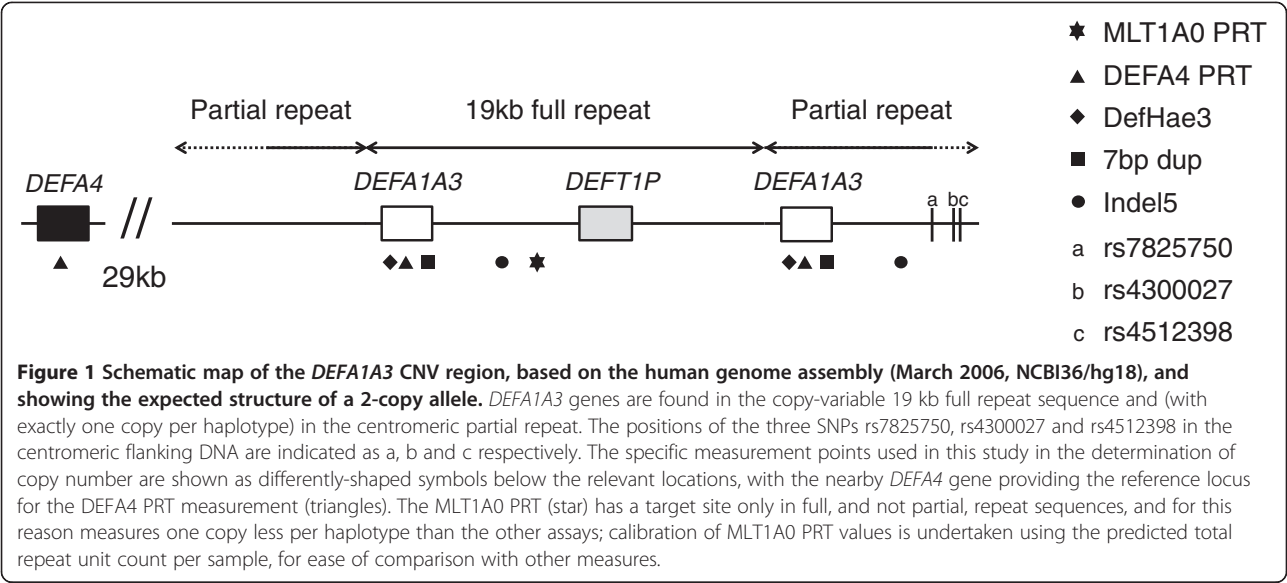 MLT1A0 PRT
DEFA4 PRT
DefHae3
7bp dup
Indel5
a rs7825750
b rs4300027
c rs4512398
Partial repeat 19kb full repeat Partial repeat
DEFA4 DEFA1A3 DEFT1P DEFA1A3
a bc
//
29kb
Figure 1 Schematic map of the DEFA1A3 CNV region, based on the human genome assembly (March 2006, NCBI36/hg18), and
showing the expected structure of a 2-copy allele. DEFA1A3 genes are found in the copy-variable 19 kb full repeat sequence and (with
exactly one copy per haplotype) in the centromeric partial repeat. The positions of the three SNPs rs7825750, rs4300027 and rs4512398 in the
centromeric flanking DNA are indicated as a, b and c respectively. The specific measurement points used in this study in the determination of
copy number are shown as differently-shaped symbols below the relevant locations, with the nearby DEFA4 gene providing the reference locus
for the DEFA4 PRT measurement (triangles). The MLT1A0 PRT (star) has a target site only in full, and not partial, repeat sequences, and for this
reason measures one copy less per haplotype than the other assays; calibration of MLT1A0 PRT values is undertaken using the predicted total
repeat unit count per sample, for ease of comparison with other measures.